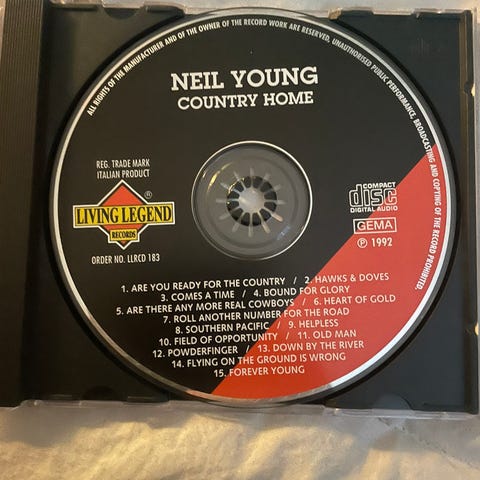 ALL RIGHTS OF THE MANUFACTURER AND OF THE OWNER OF THE RECORD WORK ARE RESERVED, UNAUTHORISED PUBLIC PERFORMANCE, BROADCASTING AND COPYING OF THE RECORD PROHIBITED.
NEIL YOUNG
COUNTRY HOME
REG. TRADE MARK
ITALIAN PRODUCT
®
LIVING LEGEND
RECORDS
ORDER NO. LLRCD 183
COMPACT
disc
DIGITAL AUDIO
GEMA
℗ 1992
1. ARE YOU READY FOR THE COUNTRY / 2. HAWKS & DOVES
3. COMES A TIME / 4. BOUND FOR GLORY
5. ARE THERE ANY MORE REAL COWBOYS / 6. HEART OF GOLD
7. ROLL ANOTHER NUMBER FOR THE ROAD
8. SOUTHERN PACIFIC / 9. HELPLESS
10. FIELD OF OPPORTUNITY / 11. OLD MAN
12. POWDERFINGER / 13. DOWN BY THE RIVER
14. FLYING ON THE GROUND IS WRONG
15. FOREVER YOUNG